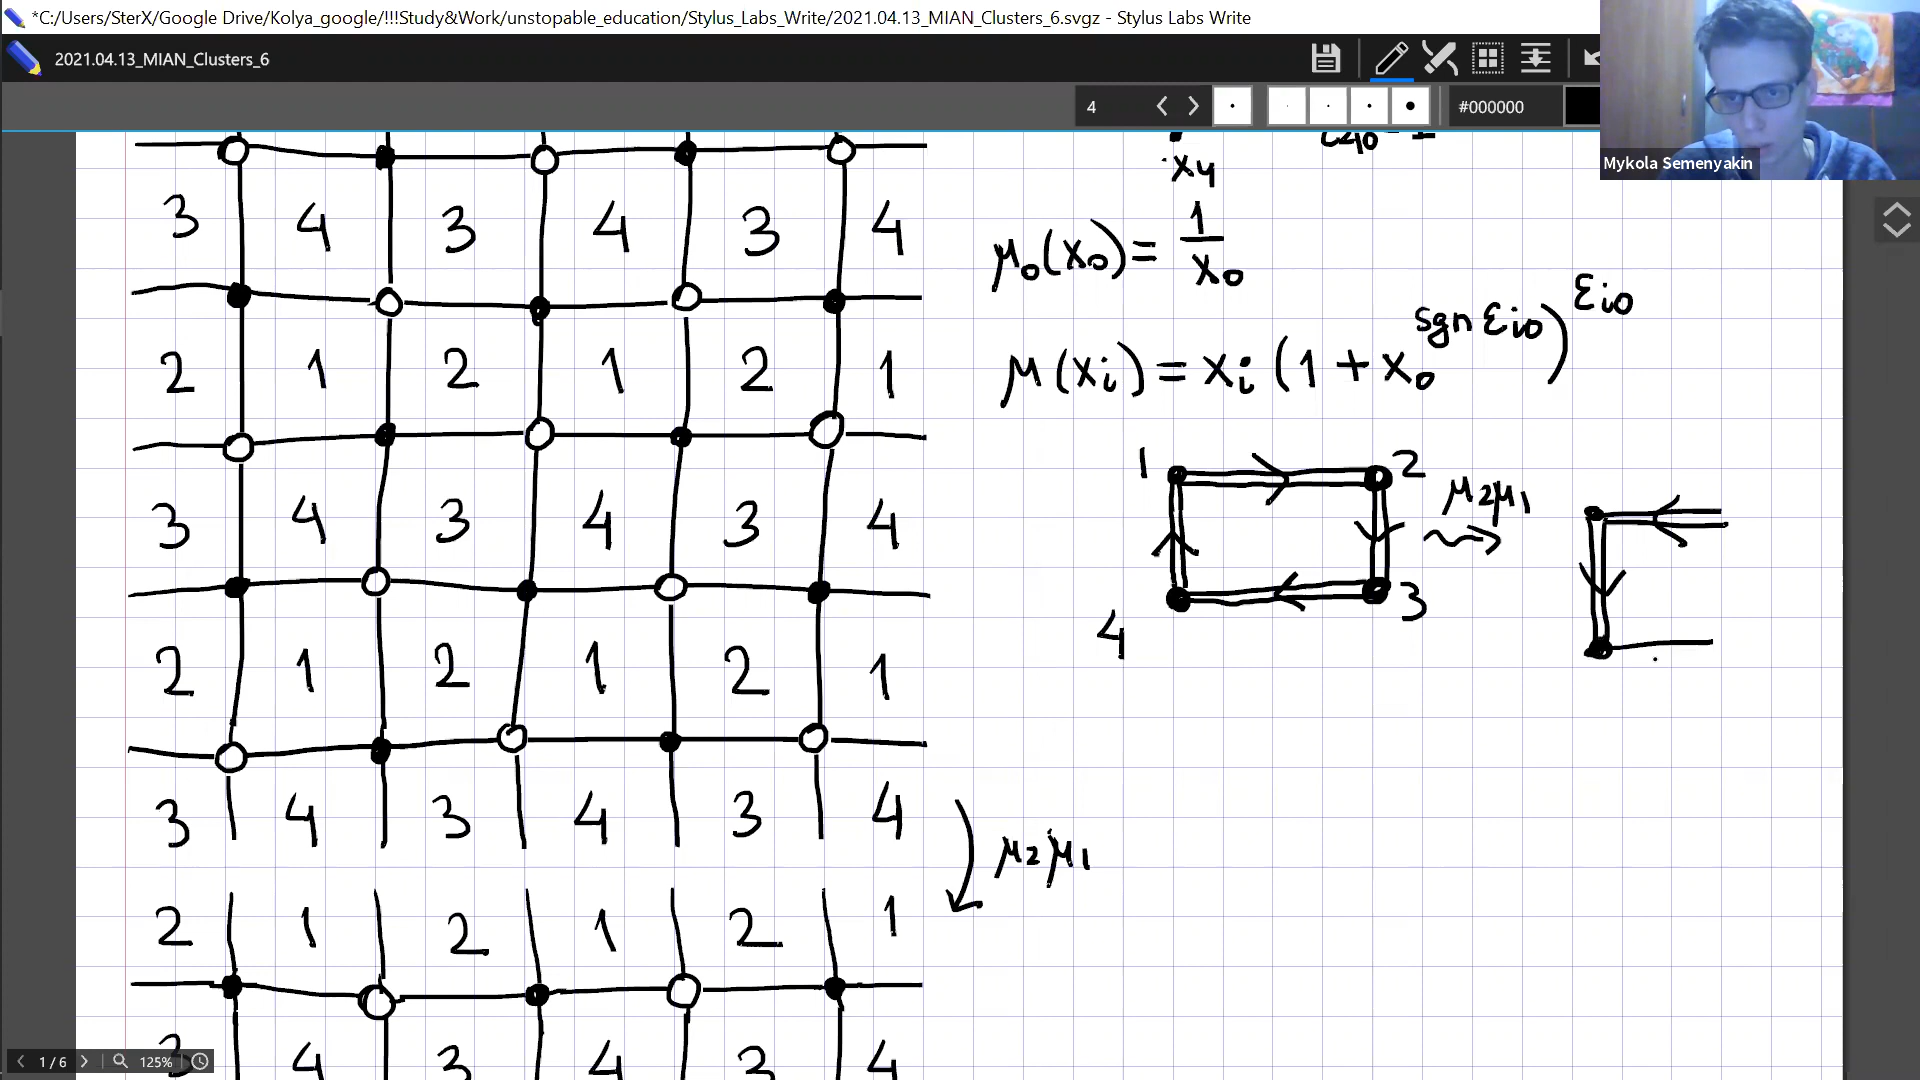 *C:/Users/SterX/Google Drive/Kolya_google/!!!Study&Work/unstopable_education/Stylus_Labs_Write/2021.04.13_MIAN_Clusters_6.svgz - Stylus Labs Write
2021.04.13_MIAN_Clusters_6
4
#000000
Mykola Semenyakin
x4
3 4 3 4 3 4
μ0(x0) = 1/x0
2 1 2 1 2 1
μ(xi) = xi (1 + x0^{sgn εi0})^{εi0}
3 4 3 4 3 4
1 2
μ2μ1
4 3
2 1 2 1 2 1
3 4 3 4 3 4
μ2μ1
2 1 2 1 2 1
3 4 3 4 3 4
1 / 6
125%